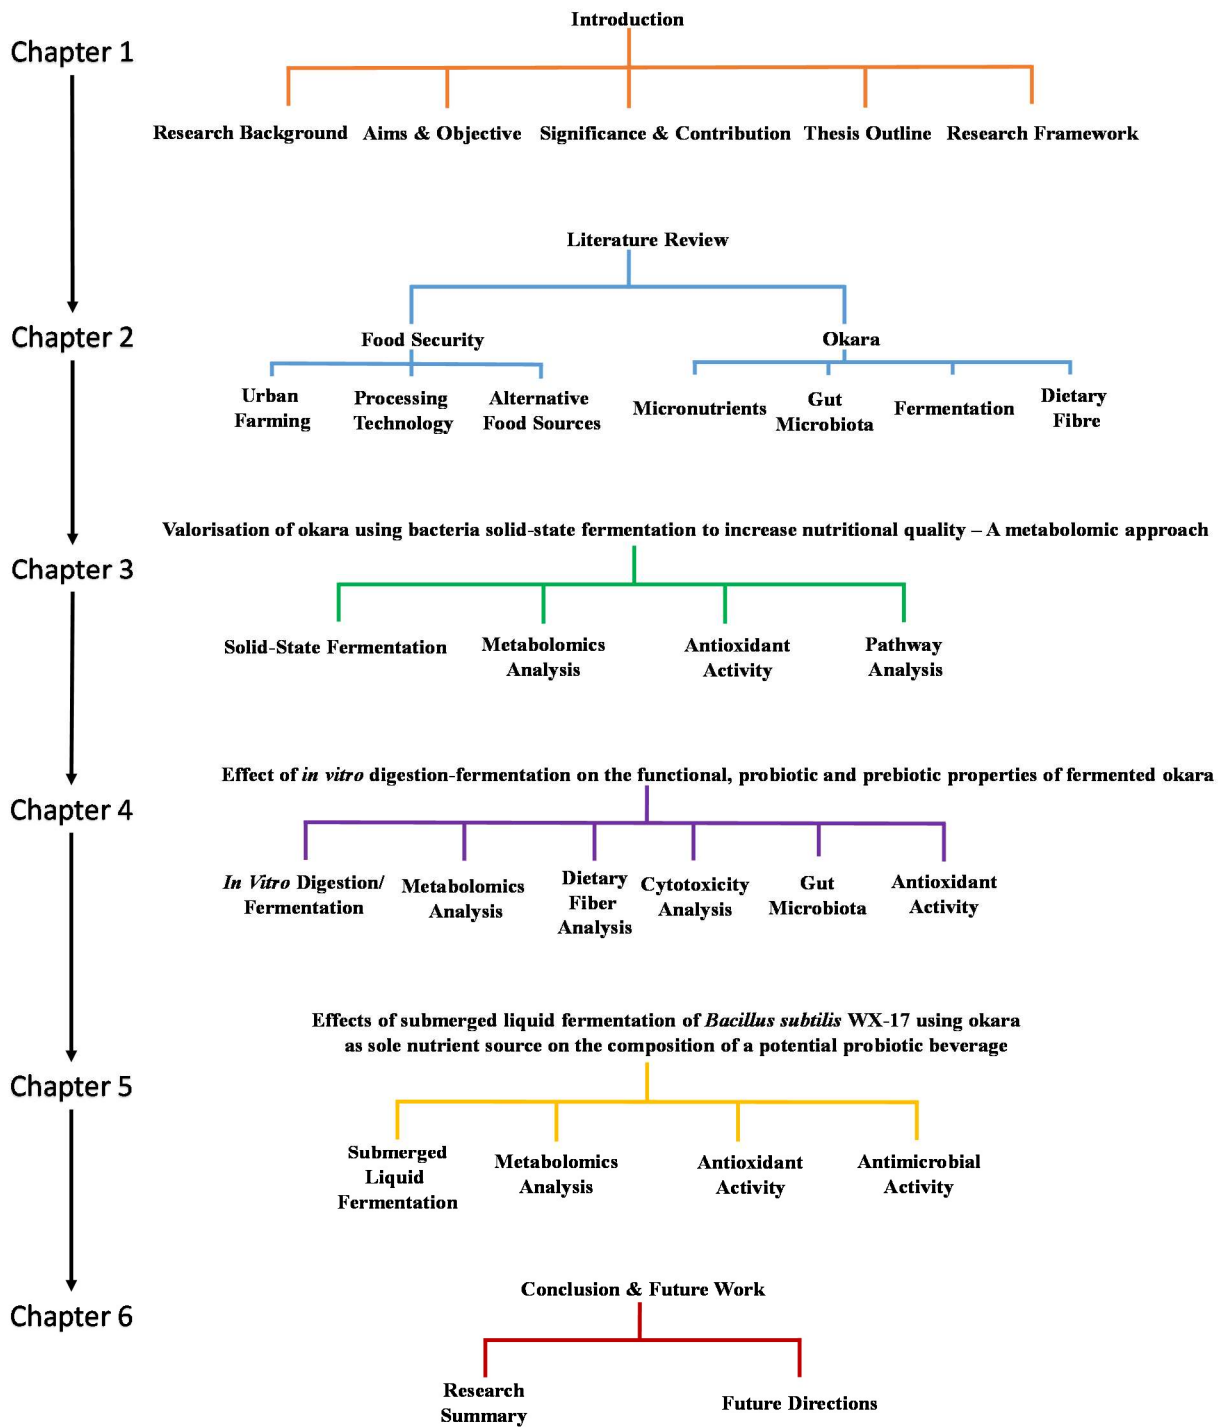 Introduction
Chapter 1
Research Background
Aims & Objective
Significance & Contribution
Thesis Outline
Research Framework
Literature Review
Chapter 2
Food Security
Okara
Urban
Farming
Processing
Technology
Alternative
Food Sources
Micronutrients
Gut
Microbiota
Fermentation
Dietary
Fibre
Valorisation of okara using bacteria solid-state fermentation to increase nutritional quality – A metabolomic approach
Chapter 3
Solid-State Fermentation
Metabolomics
Analysis
Antioxidant
Activity
Pathway
Analysis
Effect of in vitro digestion-fermentation on the functional, probiotic and prebiotic properties of fermented okara
Chapter 4
In Vitro Digestion/
Fermentation
Metabolomics
Analysis
Dietary
Fiber
Analysis
Cytotoxicity
Analysis
Gut
Microbiota
Antioxidant
Activity
Effects of submerged liquid fermentation of Bacillus subtilis WX-17 using okara
as sole nutrient source on the composition of a potential probiotic beverage
Chapter 5
Submerged
Liquid
Fermentation
Metabolomics
Analysis
Antioxidant
Activity
Antimicrobial
Activity
Conclusion & Future Work
Chapter 6
Research
Summary
Future Directions